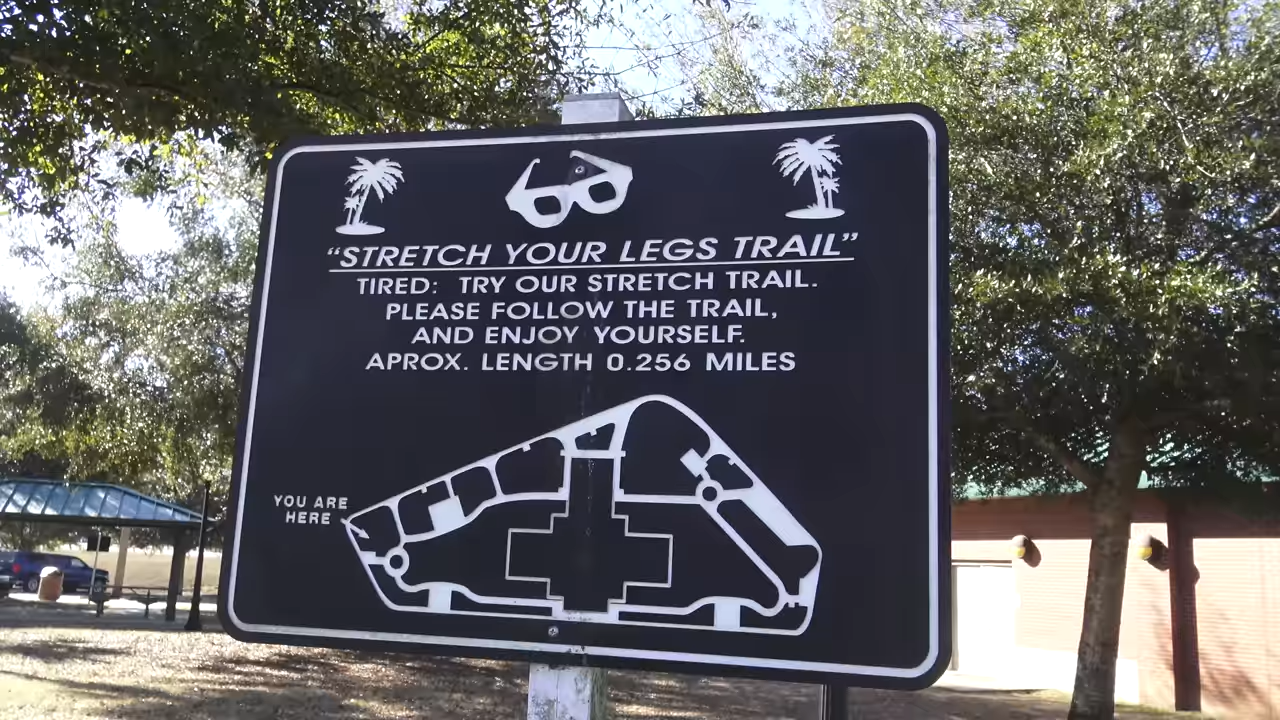 “STRETCH YOUR LEGS TRAIL”
TIRED: TRY OUR STRETCH TRAIL.
PLEASE FOLLOW THE TRAIL,
AND ENJOY YOURSELF.
APROX. LENGTH 0.256 MILES
YOU ARE
HERE